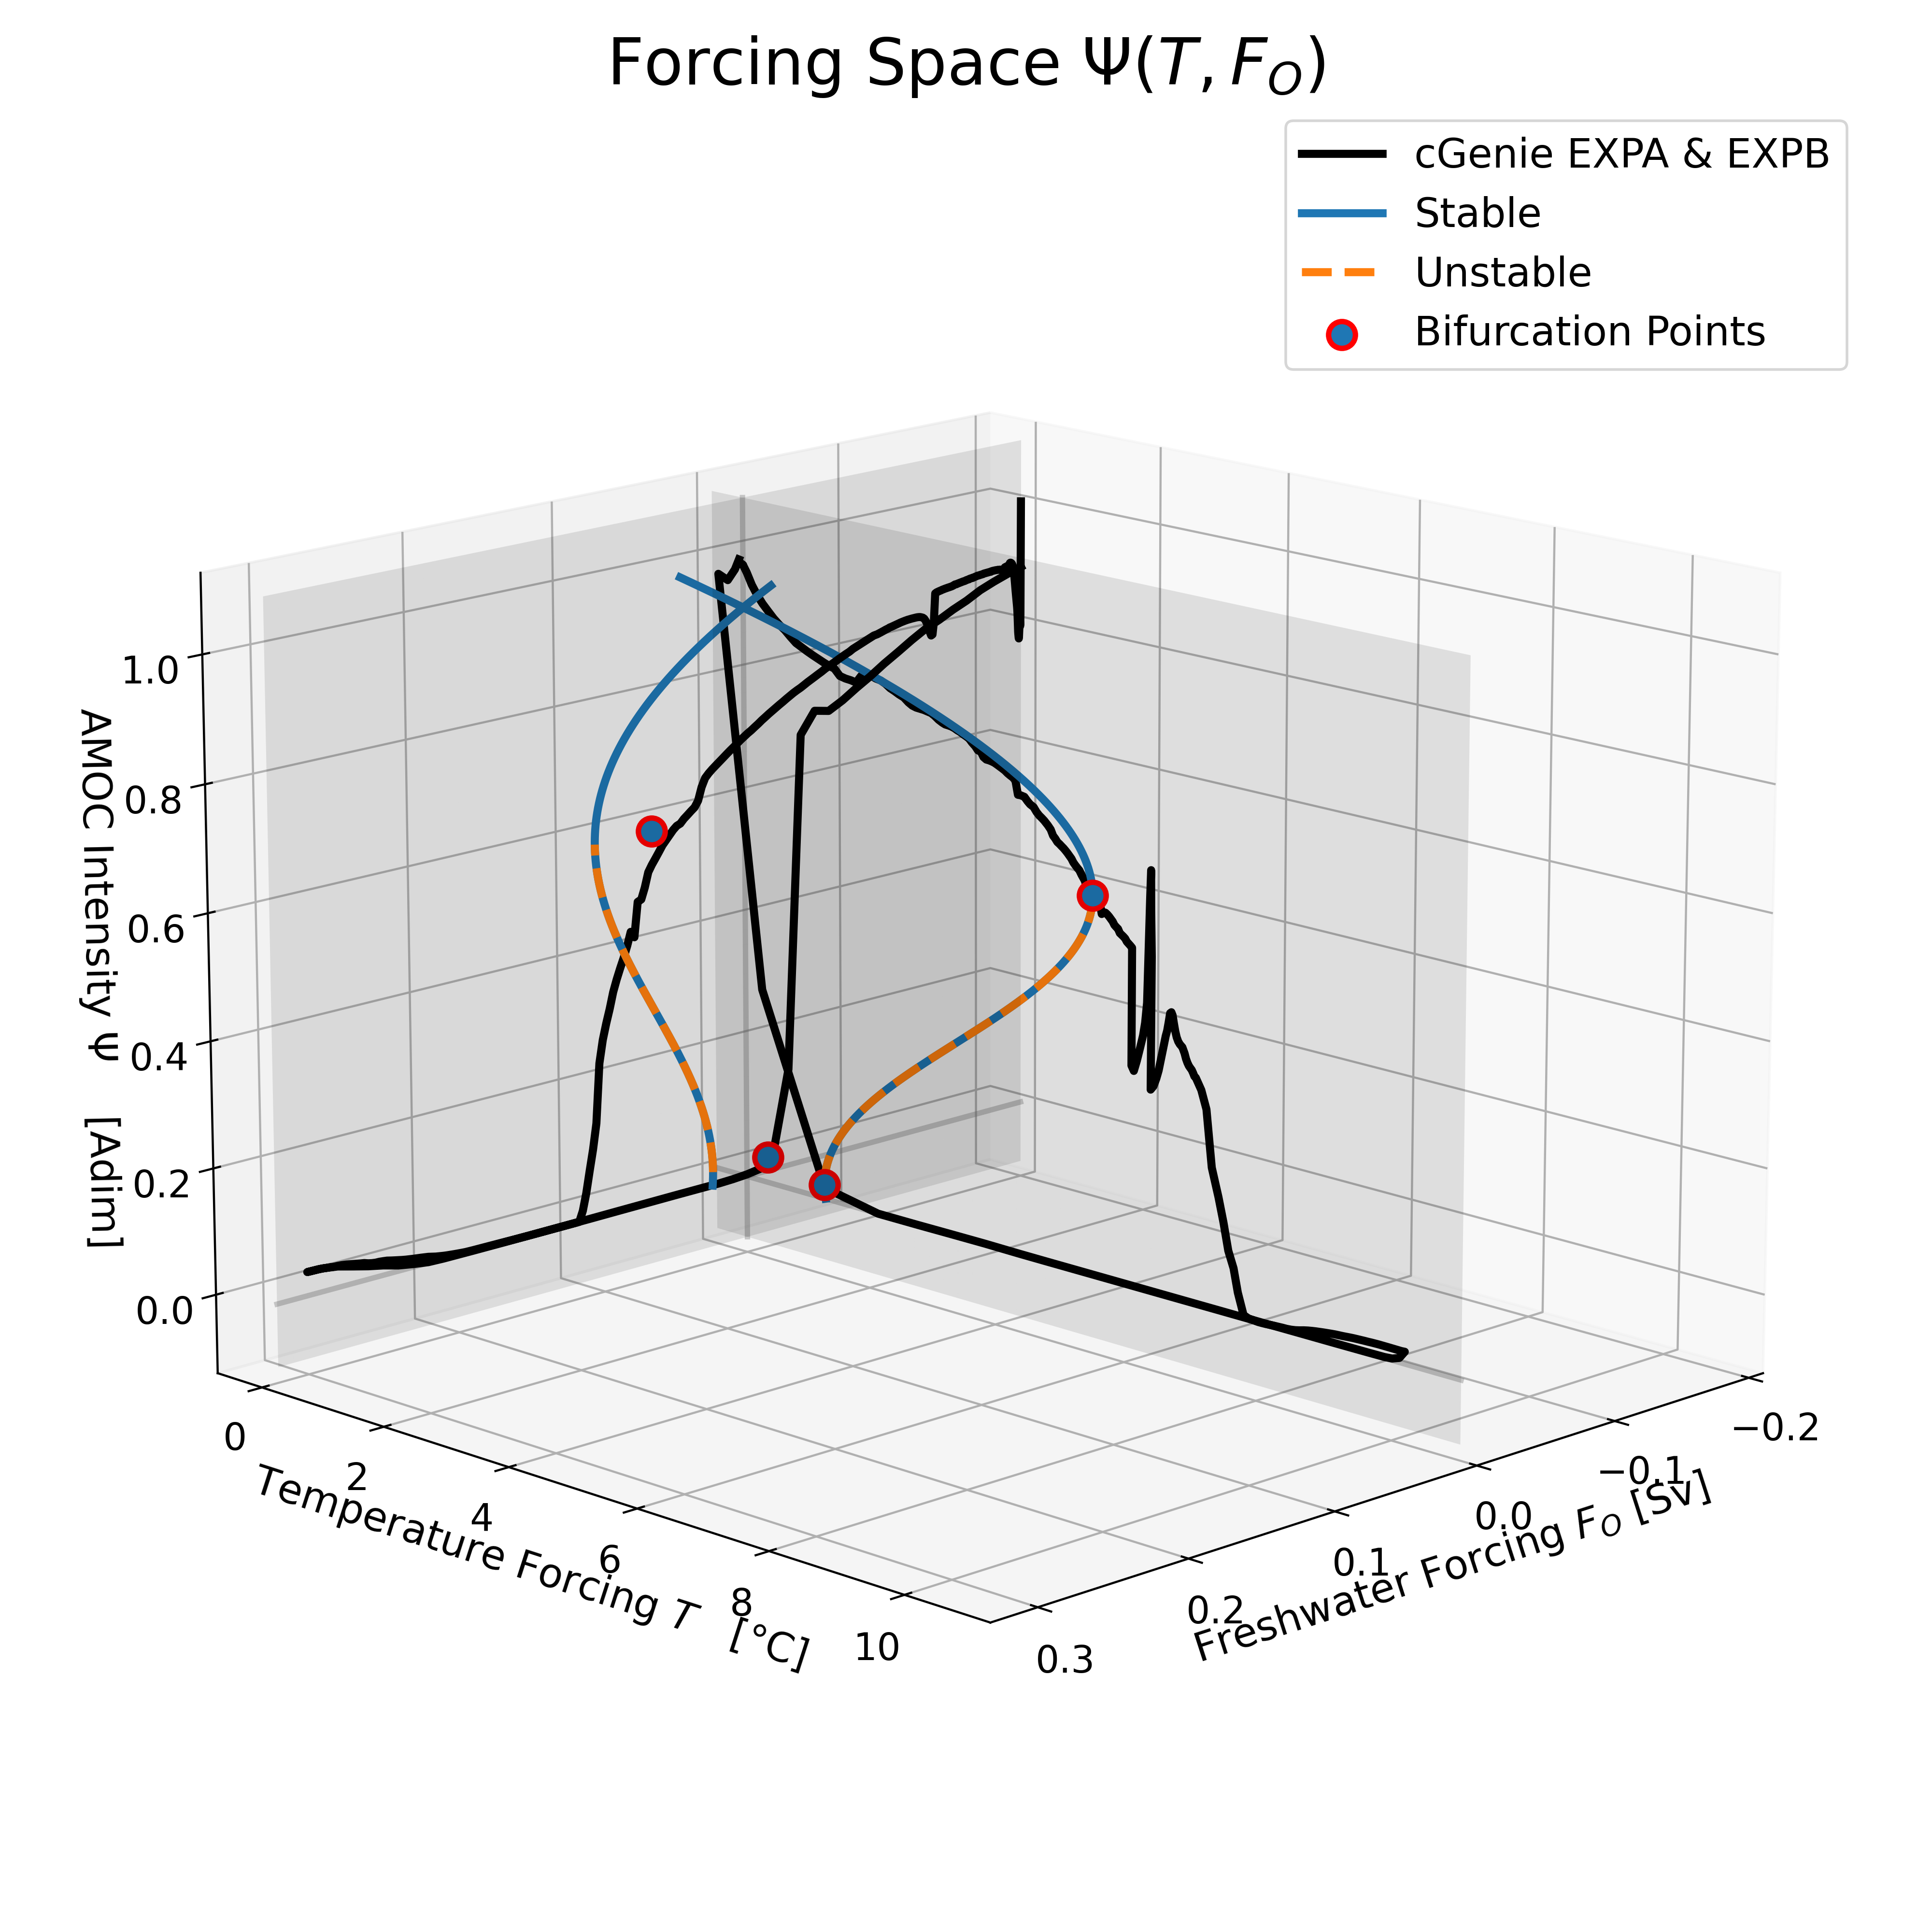 Forcing Space Ψ(T, F_O)
cGenie EXPA & EXPB
Stable
Unstable
Bifurcation Points
AMOC Intensity Ψ [Adim]
1.0
0.8
0.6
0.4
0.2
0.0
0
2
4
6
8
10
Temperature Forcing T [°C]
0.3
0.2
0.1
0.0
−0.1
−0.2
Freshwater Forcing F_O [Sv]